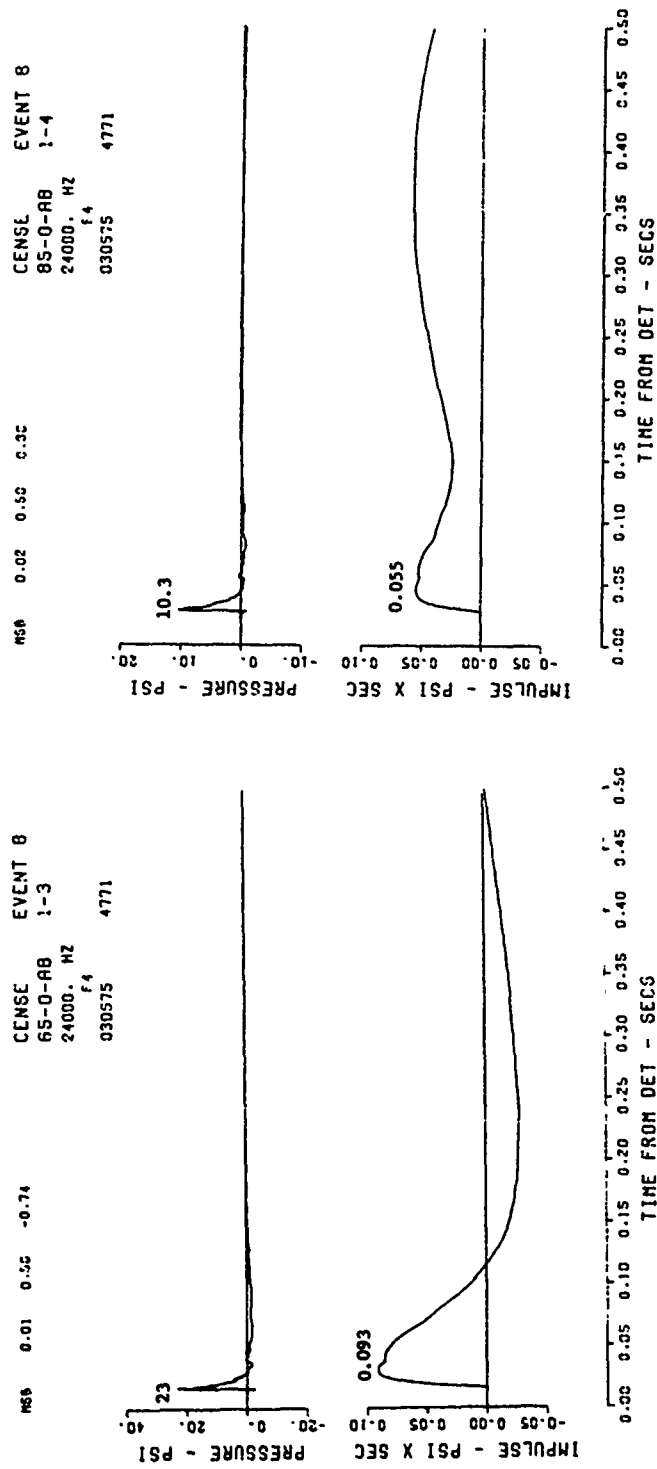 MSB 0.01 0.50 -0.74
CENSE EVENT 8
65-0-AB 1-3
24000. HZ
F4
030575 4771
PRESSURE - PSI
40.
20.
0.
-20.
23
IMPULSE - PSI X SEC
0.10
0.05
0.00
-0.05
0.093
0.00 0.05 0.10 0.15 0.20 0.25 0.30 0.35 0.40 0.45 0.50
TIME FROM DET - SECS
MSB 0.02 0.50 0.30
CENSE EVENT 8
85-0-AB 1-4
24000. HZ
F4
030575 4771
PRESSURE - PSI
20.
10.
0.
-10.
10.3
IMPULSE - PSI X SEC
0.10
0.05
0.00
-0.05
0.055
0.00 0.05 0.10 0.15 0.20 0.25 0.30 0.35 0.40 0.45 0.50
TIME FROM DET - SECS